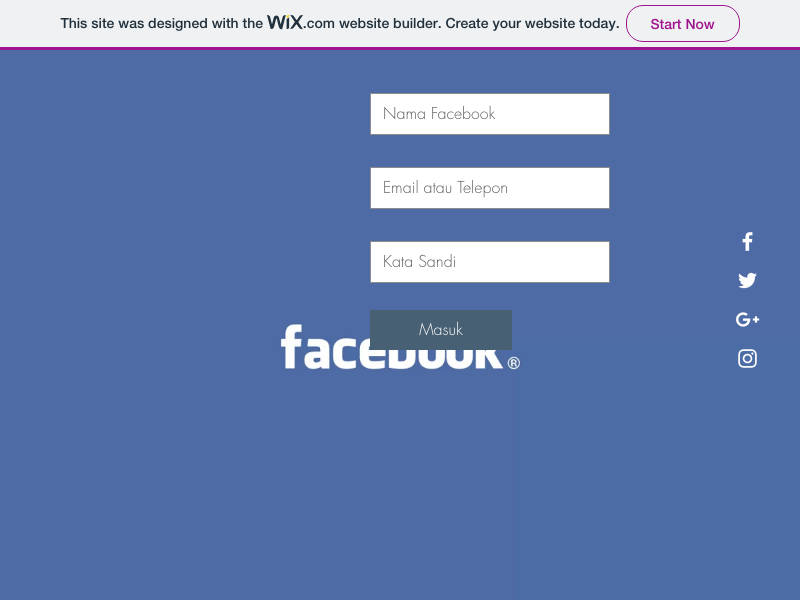 This site was designed with the WiX.com website builder. Create your website today. Start Now
Nama Facebook
Email atau Telepon
Kata Sandi
Masuk
facebook®